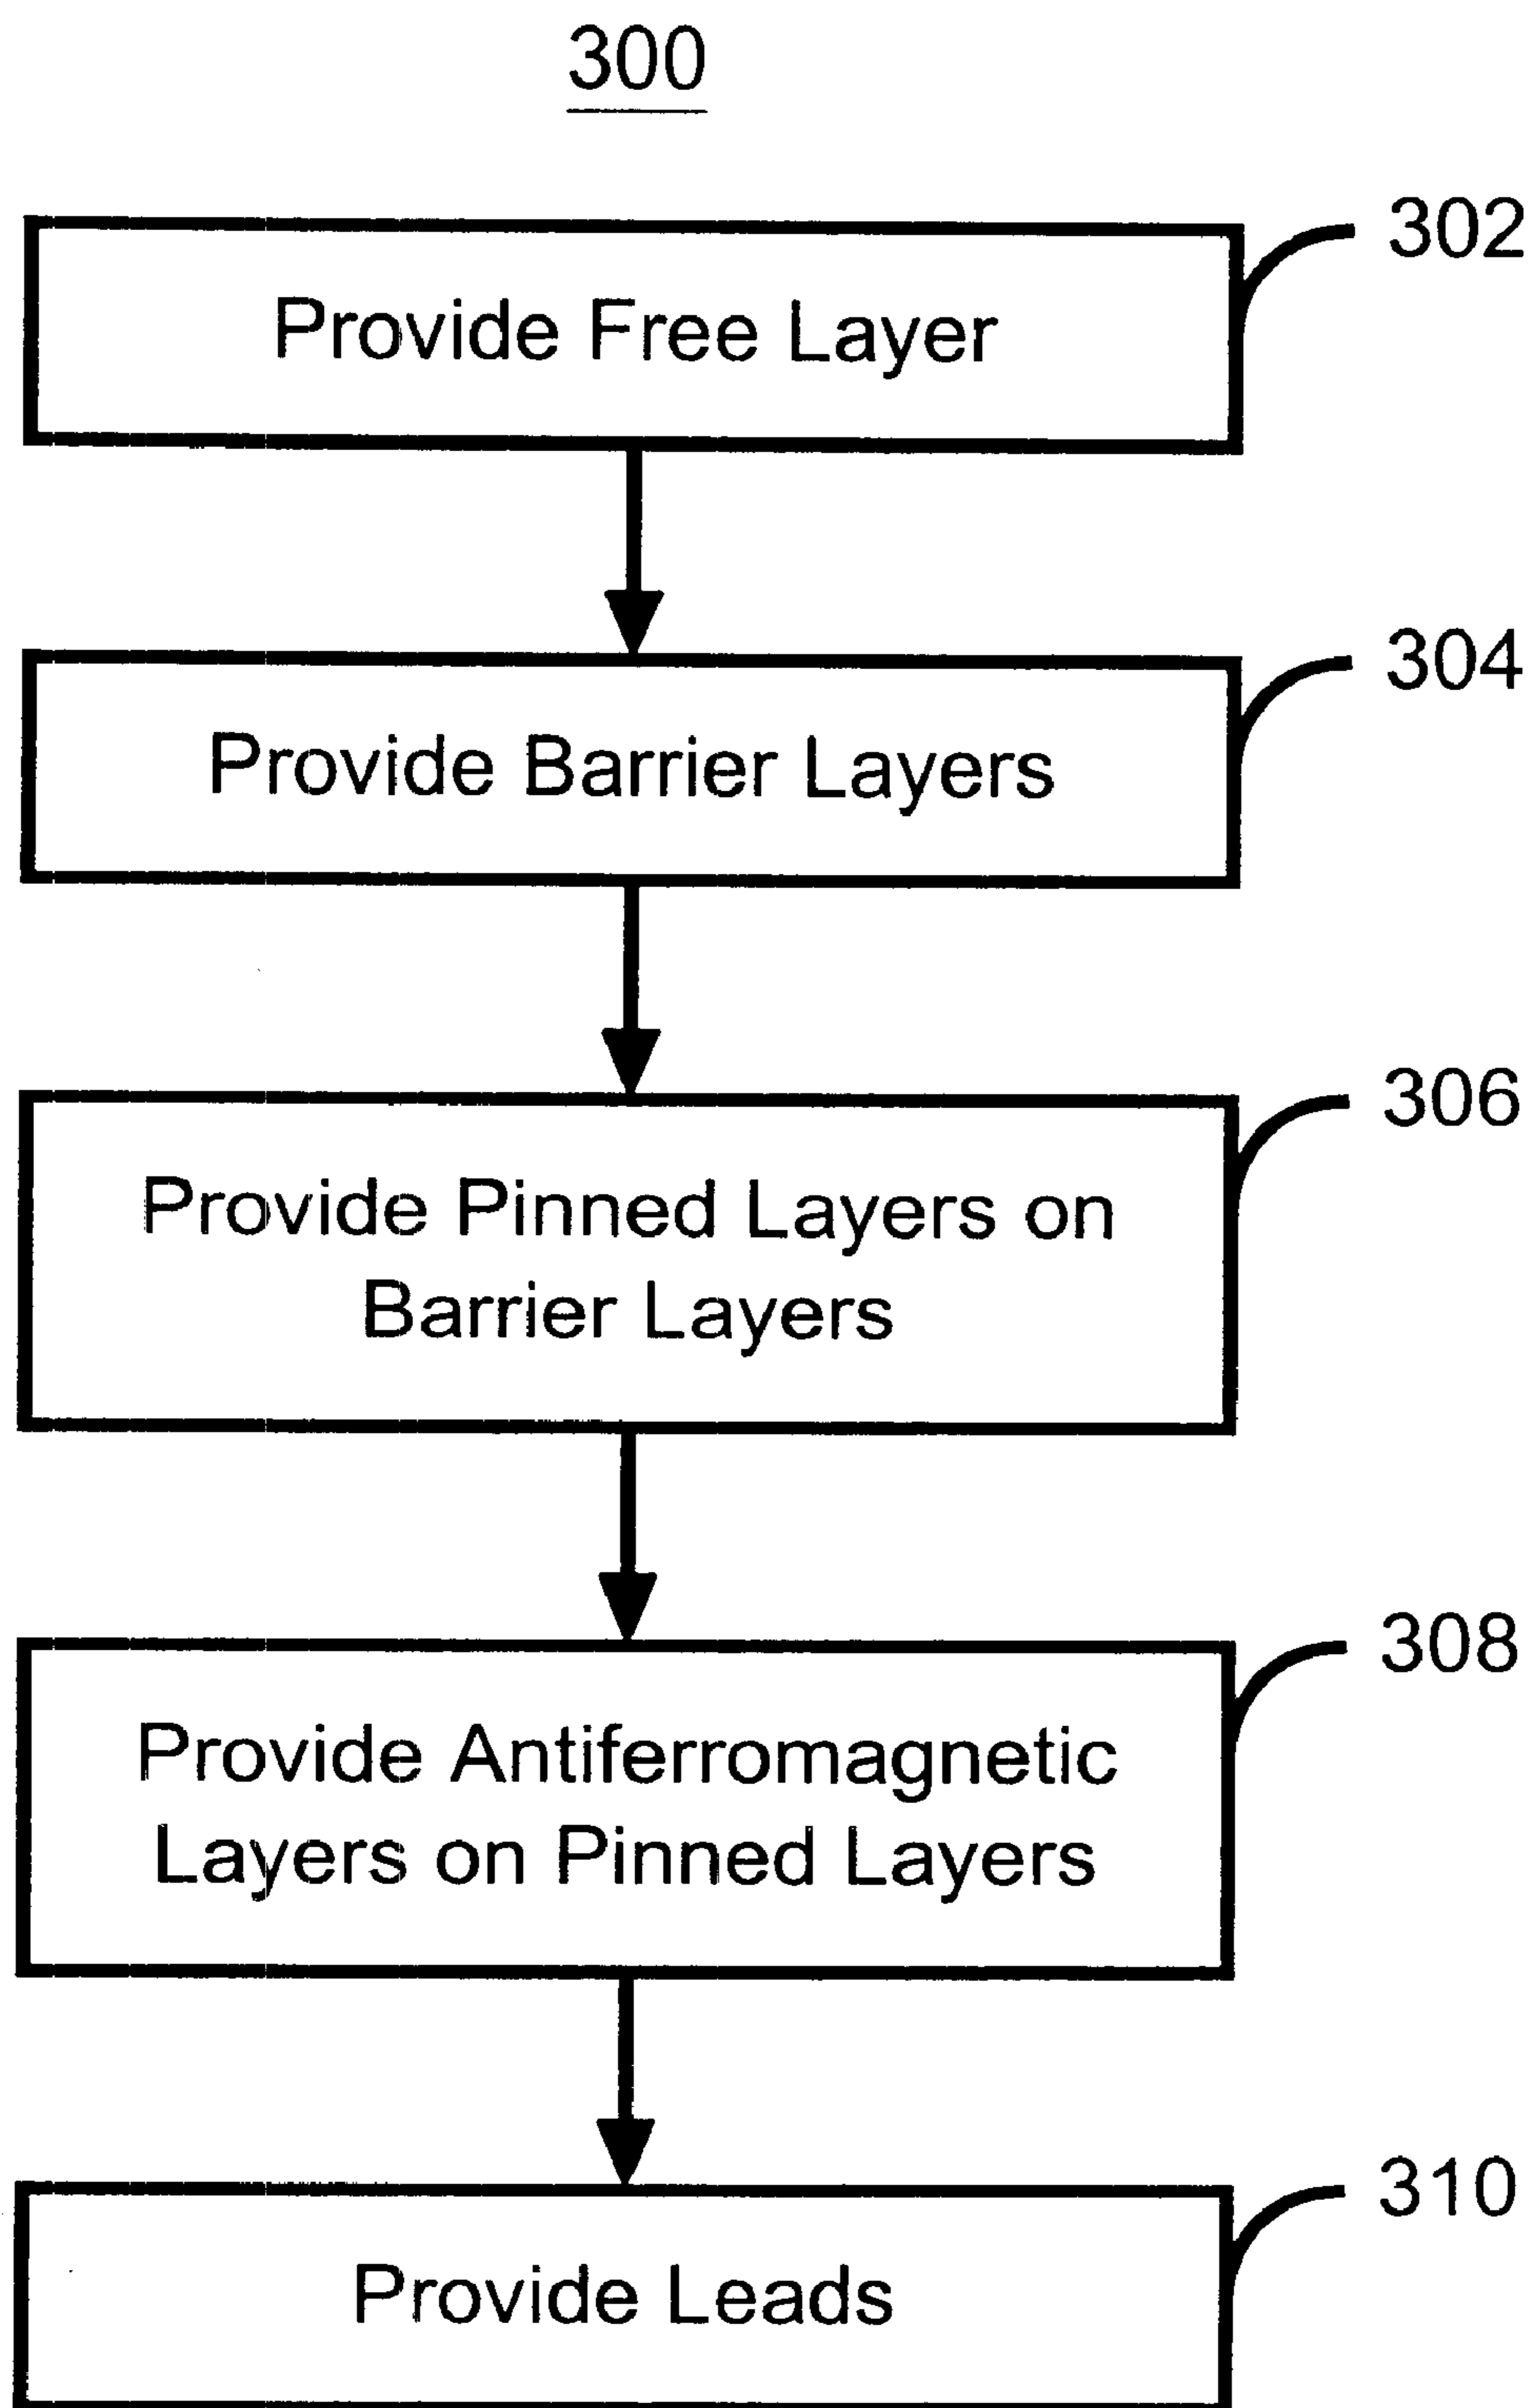 300
302
Provide Free Layer
304
Provide Barrier Layers
306
Provide Pinned Layers on
Barrier Layers
308
Provide Antiferromagnetic
Layers on Pinned Layers
310
Provide Leads